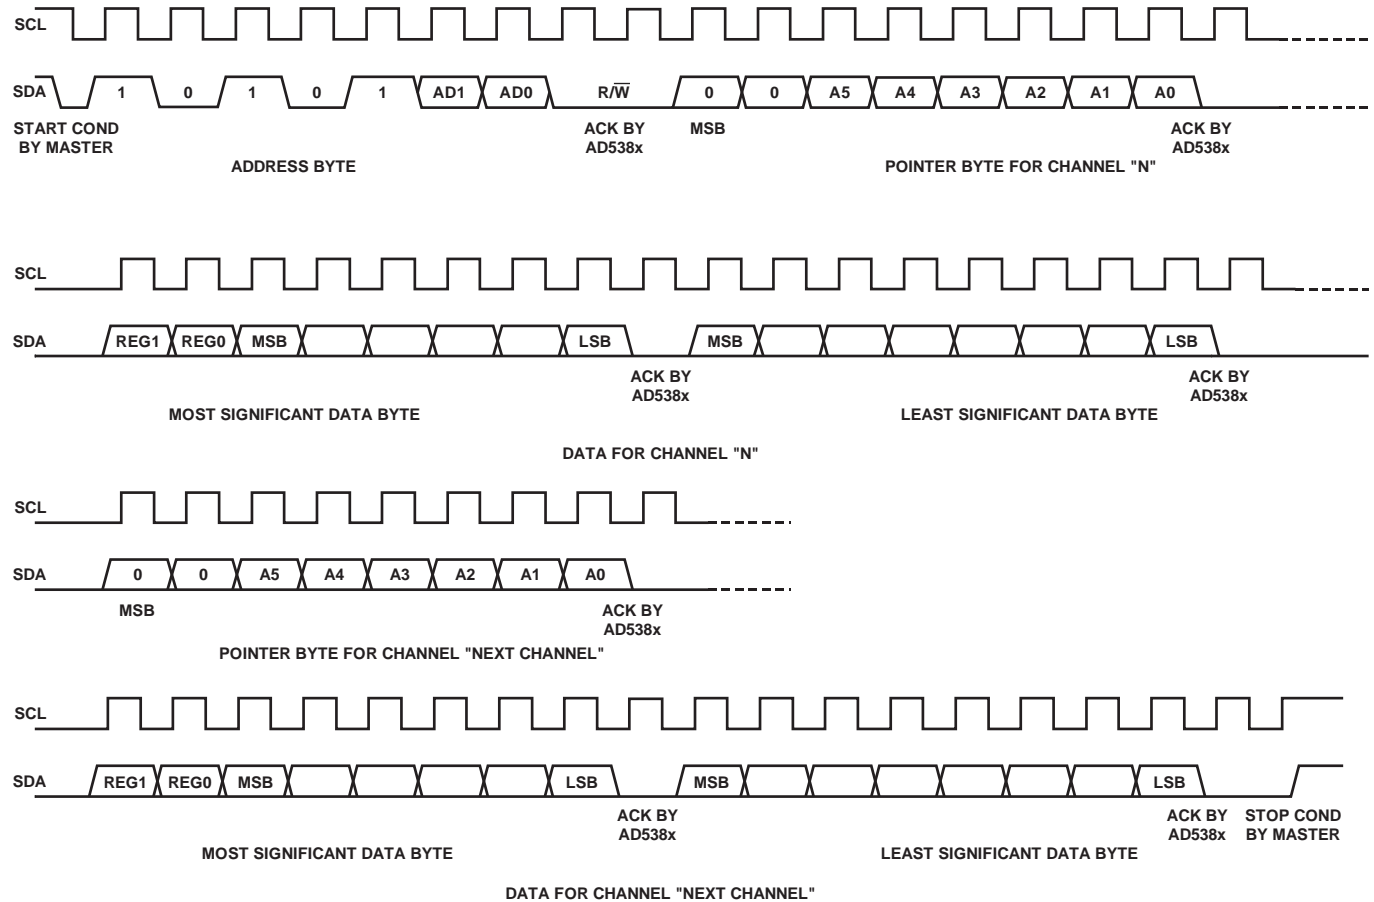 SCL
SDA 1 0 1 0 1 AD1 AD0 R/W̅ 0 0 A5 A4 A3 A2 A1 A0
START COND BY MASTER
ACK BY AD538x
MSB
ACK BY AD538x
ADDRESS BYTE
POINTER BYTE FOR CHANNEL "N"
SCL
SDA REG1 REG0 MSB LSB MSB LSB
ACK BY AD538x
ACK BY AD538x
MOST SIGNIFICANT DATA BYTE
LEAST SIGNIFICANT DATA BYTE
DATA FOR CHANNEL "N"
SCL
SDA 0 0 A5 A4 A3 A2 A1 A0
MSB
ACK BY AD538x
POINTER BYTE FOR CHANNEL "NEXT CHANNEL"
SCL
SDA REG1 REG0 MSB LSB MSB LSB
ACK BY AD538x
ACK BY AD538x
STOP COND BY MASTER
MOST SIGNIFICANT DATA BYTE
LEAST SIGNIFICANT DATA BYTE
DATA FOR CHANNEL "NEXT CHANNEL"